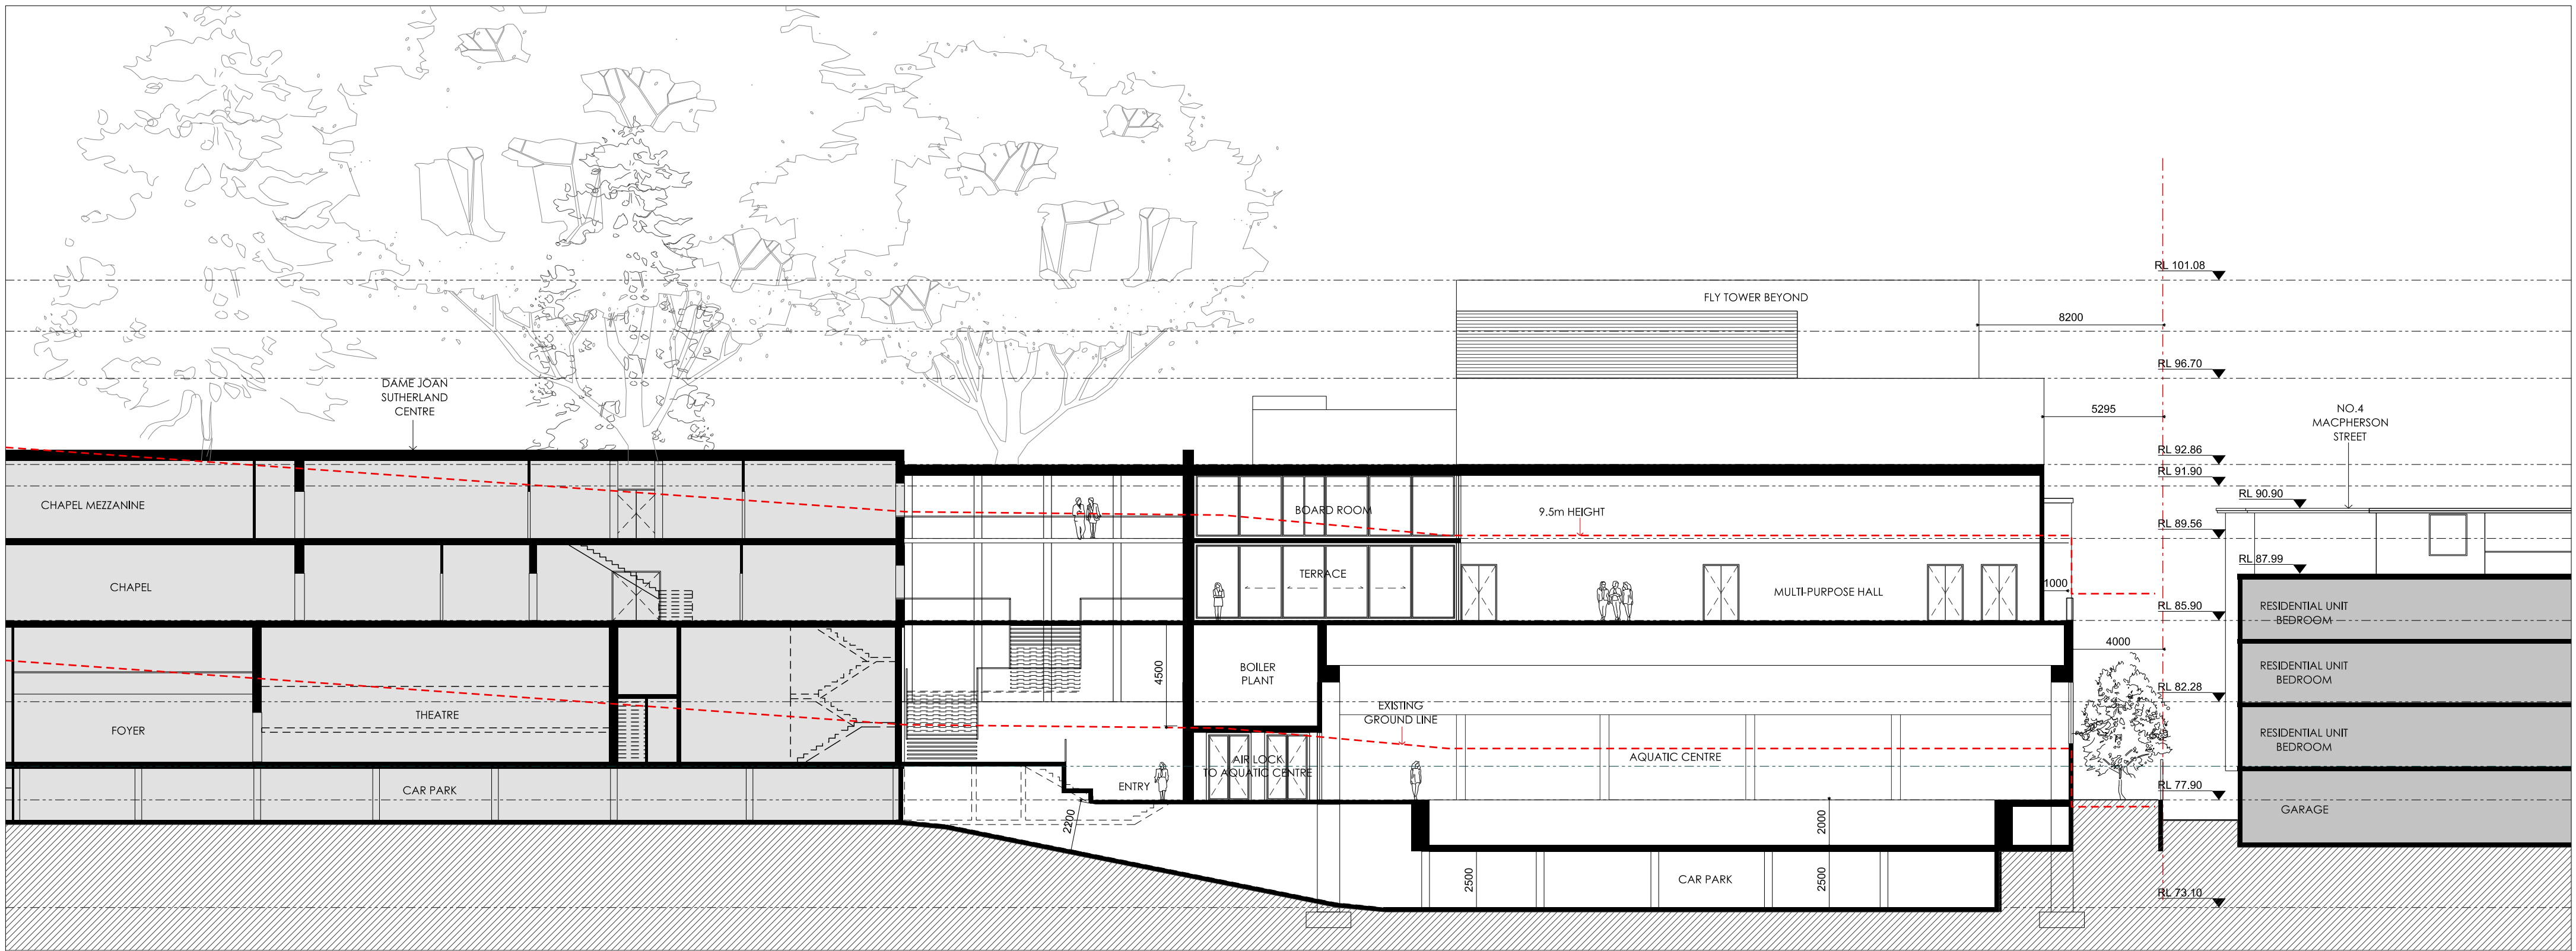 RL 101.08
FLY TOWER BEYOND
8200
RL 96.70
DAME JOAN
SUTHERLAND
CENTRE
5295
NO.4
MACPHERSON
STREET
RL 92.86
RL 91.90
RL 90.90
CHAPEL MEZZANINE
BOARD ROOM
9.5m HEIGHT
RL 89.56
RL 87.99
CHAPEL
TERRACE
MULTI-PURPOSE HALL
1000
RL 85.90
RESIDENTIAL UNIT
BEDROOM
4000
4500
BOILER
PLANT
RESIDENTIAL UNIT
BEDROOM
RL 82.28
FOYER
THEATRE
EXISTING
GROUND LINE
RESIDENTIAL UNIT
BEDROOM
AIR LOCK
TO AQUATIC CENTRE
AQUATIC CENTRE
CAR PARK
ENTRY
RL 77.90
GARAGE
2200
2000
2500
CAR PARK
2500
RL 73.10